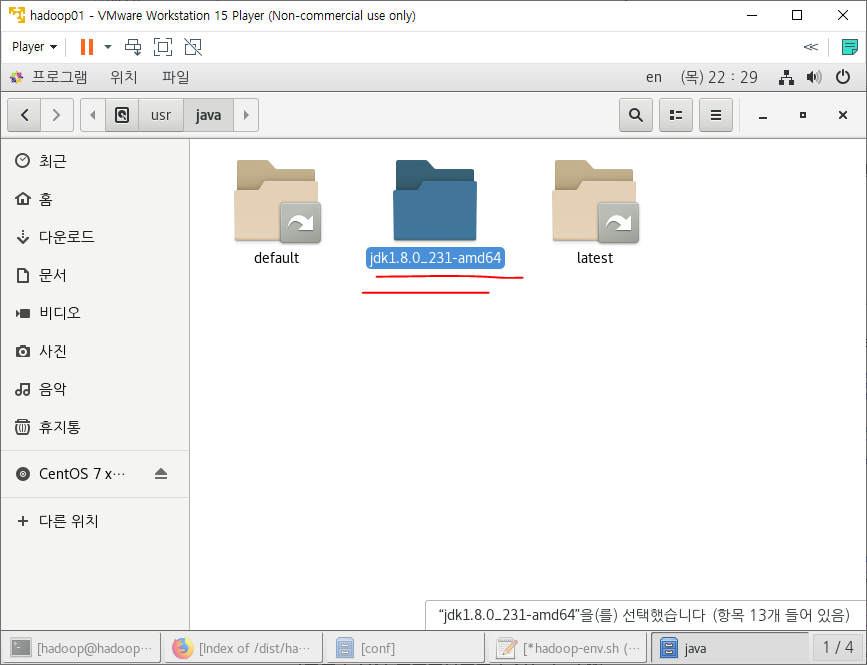 hadoop01 - VMware Workstation 15 Player (Non-commercial use only)
Player
프로그램 위치 파일 en (목) 22 : 29
usr java
최근
홈
다운로드
문서
비디오
사진
음악
휴지통
CentOS 7 x…
다른 위치
default jdk1.8.0_231-amd64 latest
“jdk1.8.0_231-amd64”을(를) 선택했습니다 (항목 13개 들어 있음)
[hadoop@hadoop… [Index of /dist/ha… [conf] [*hadoop-env.sh (… java 1 / 4